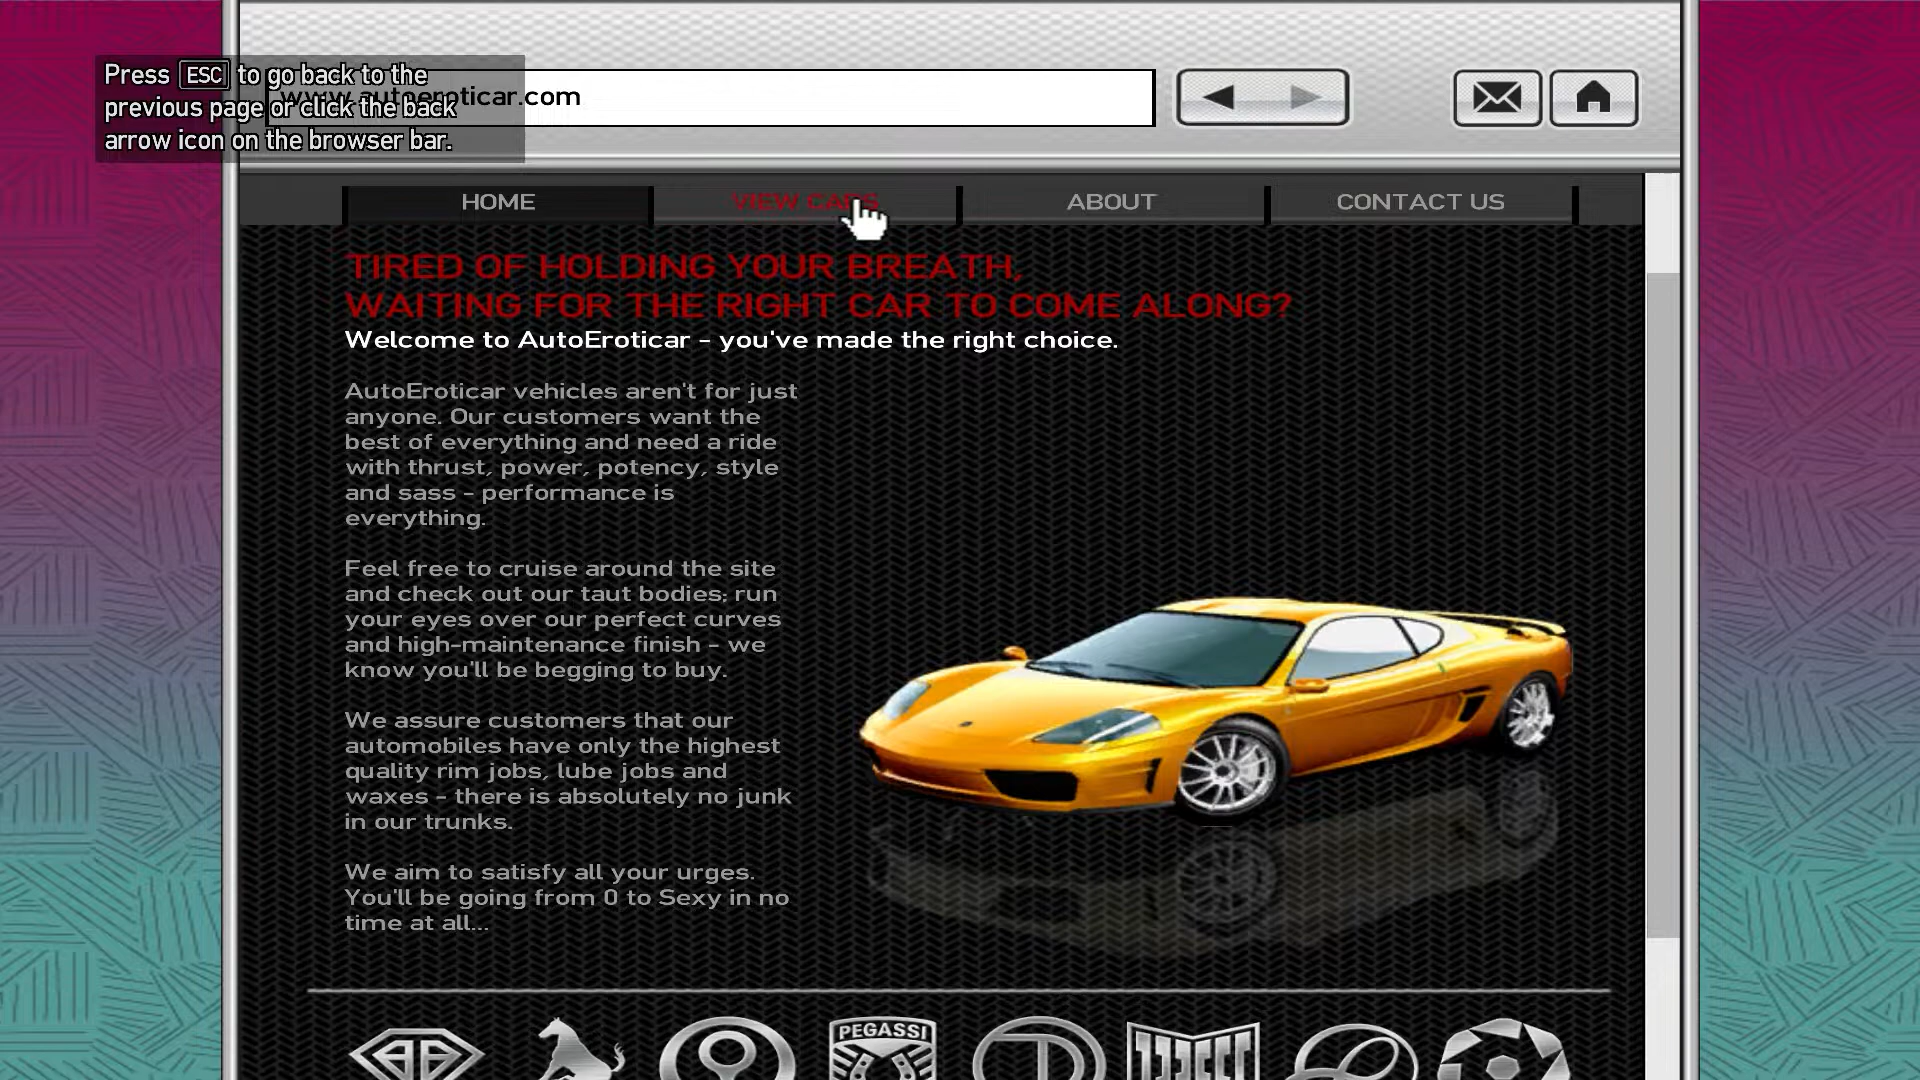 Press ESC to go back to the
previous page or click the back
arrow icon on the browser bar.
www.autoeroticar.com
HOME
VIEW CARS
ABOUT
CONTACT US
TIRED OF HOLDING YOUR BREATH,
WAITING FOR THE RIGHT CAR TO COME ALONG?
Welcome to AutoEroticar - you've made the right choice.
AutoEroticar vehicles aren't for just
anyone. Our customers want the
best of everything and need a ride
with thrust, power, potency, style
and sass - performance is
everything.
Feel free to cruise around the site
and check out our taut bodies; run
your eyes over our perfect curves
and high-maintenance finish - we
know you'll be begging to buy.
We assure customers that our
automobiles have only the highest
quality rim jobs, lube jobs and
waxes - there is absolutely no junk
in our trunks.
We aim to satisfy all your urges.
You'll be going from 0 to Sexy in no
time at all...
PEGASSI